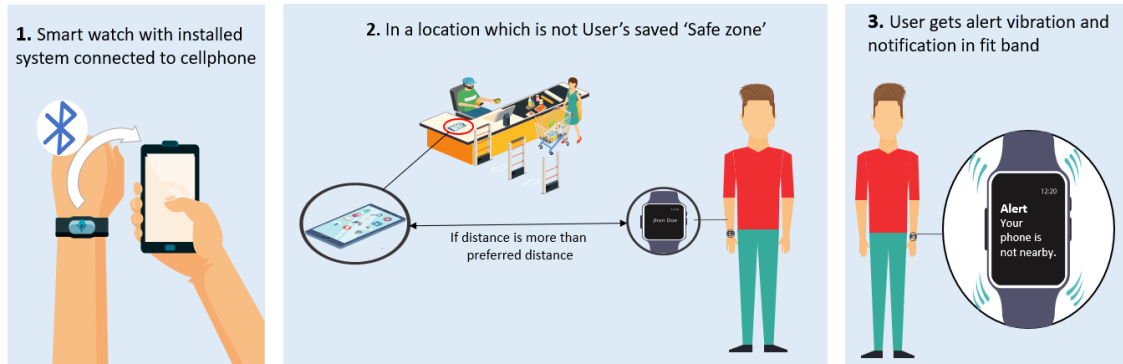 1. Smart watch with installed
system connected to cellphone
2. In a location which is not User's saved ‘Safe zone’
If distance is more than
preferred distance
Jhon Doe
3. User gets alert vibration and
notification in fit band
12:20
Alert
Your
phone is
not nearby.